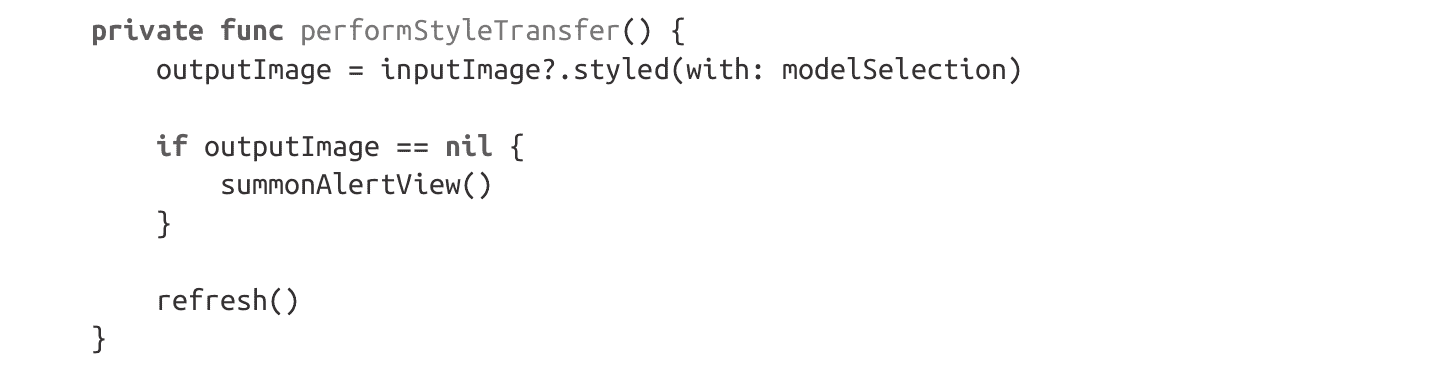 private func performStyleTransfer() {
    outputImage = inputImage?.styled(with: modelSelection)

    if outputImage == nil {
        summonAlertView()
    }

    refresh()
}